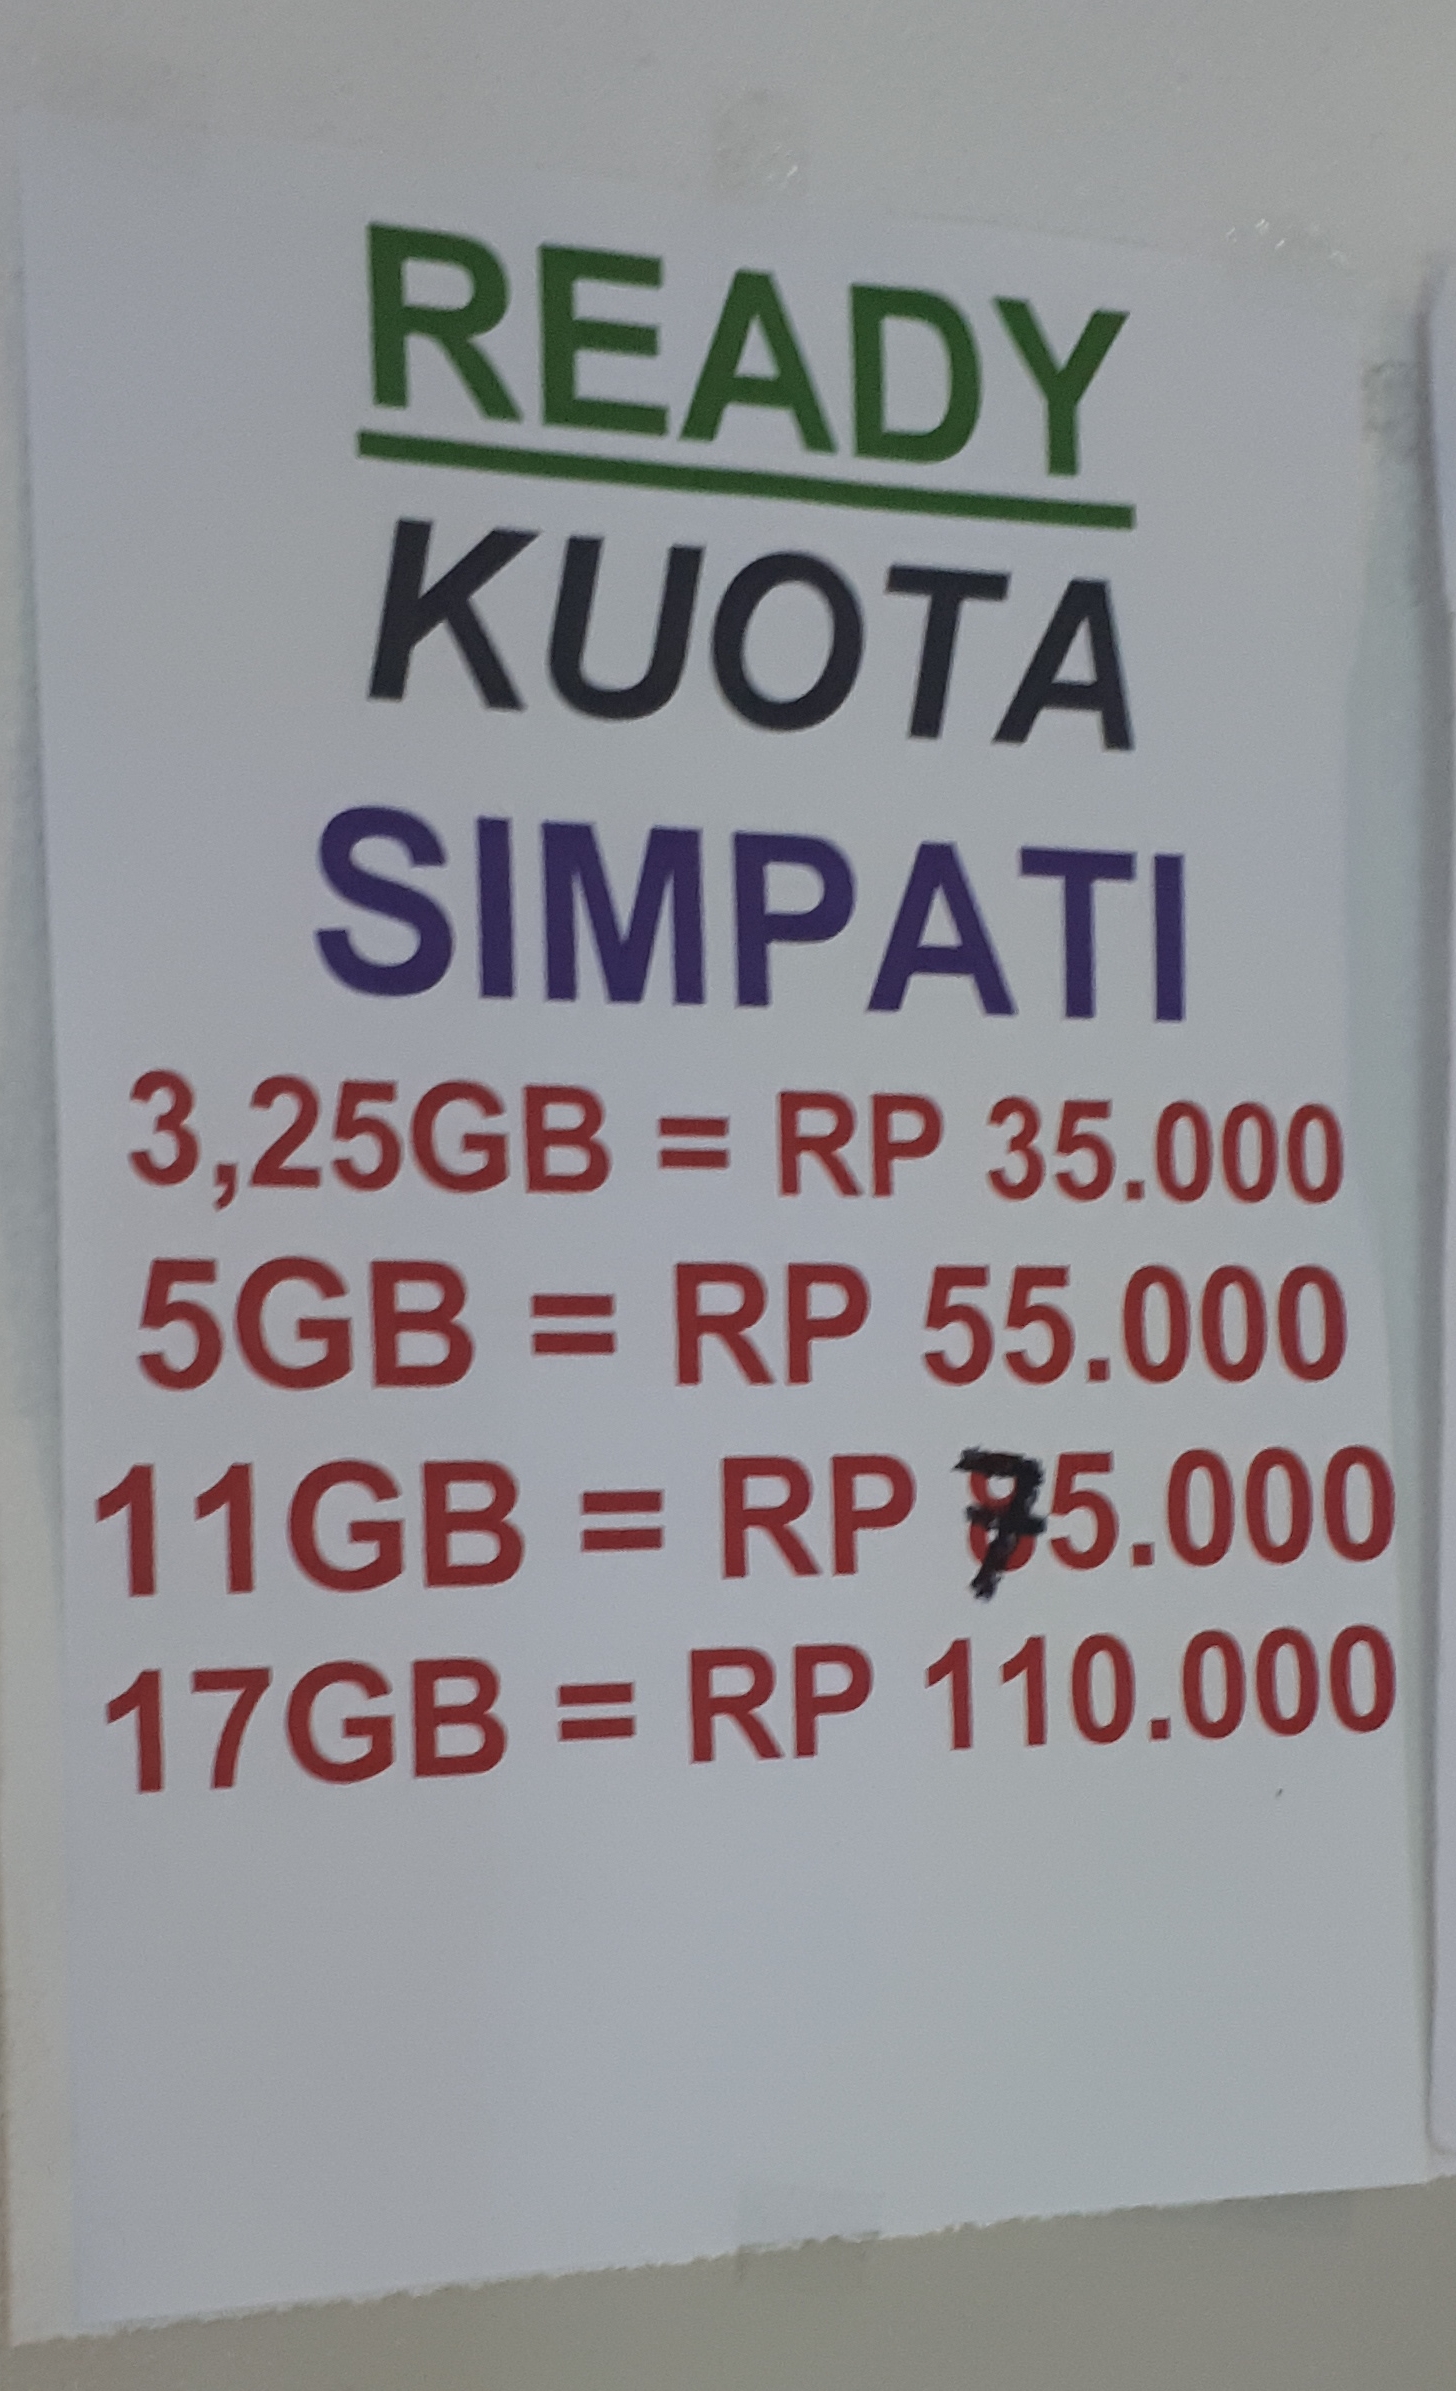 READY
KUOTA
SIMPATI
3,25GB = RP 35.000
5GB = RP 55.000
11GB = RP 75.000
17GB = RP 110.000